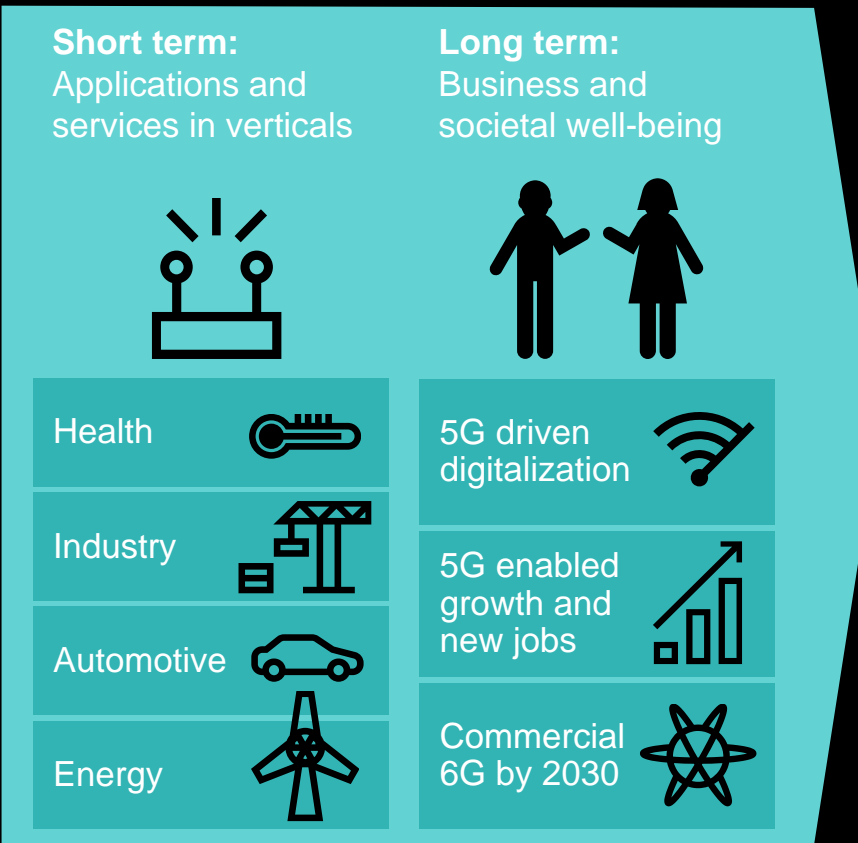 Short term:
Applications and
services in verticals
Health
Industry
Automotive
Energy
Long term:
Business and
societal well-being
5G driven
digitalization
5G enabled
growth and
new jobs
Commercial
6G by 2030